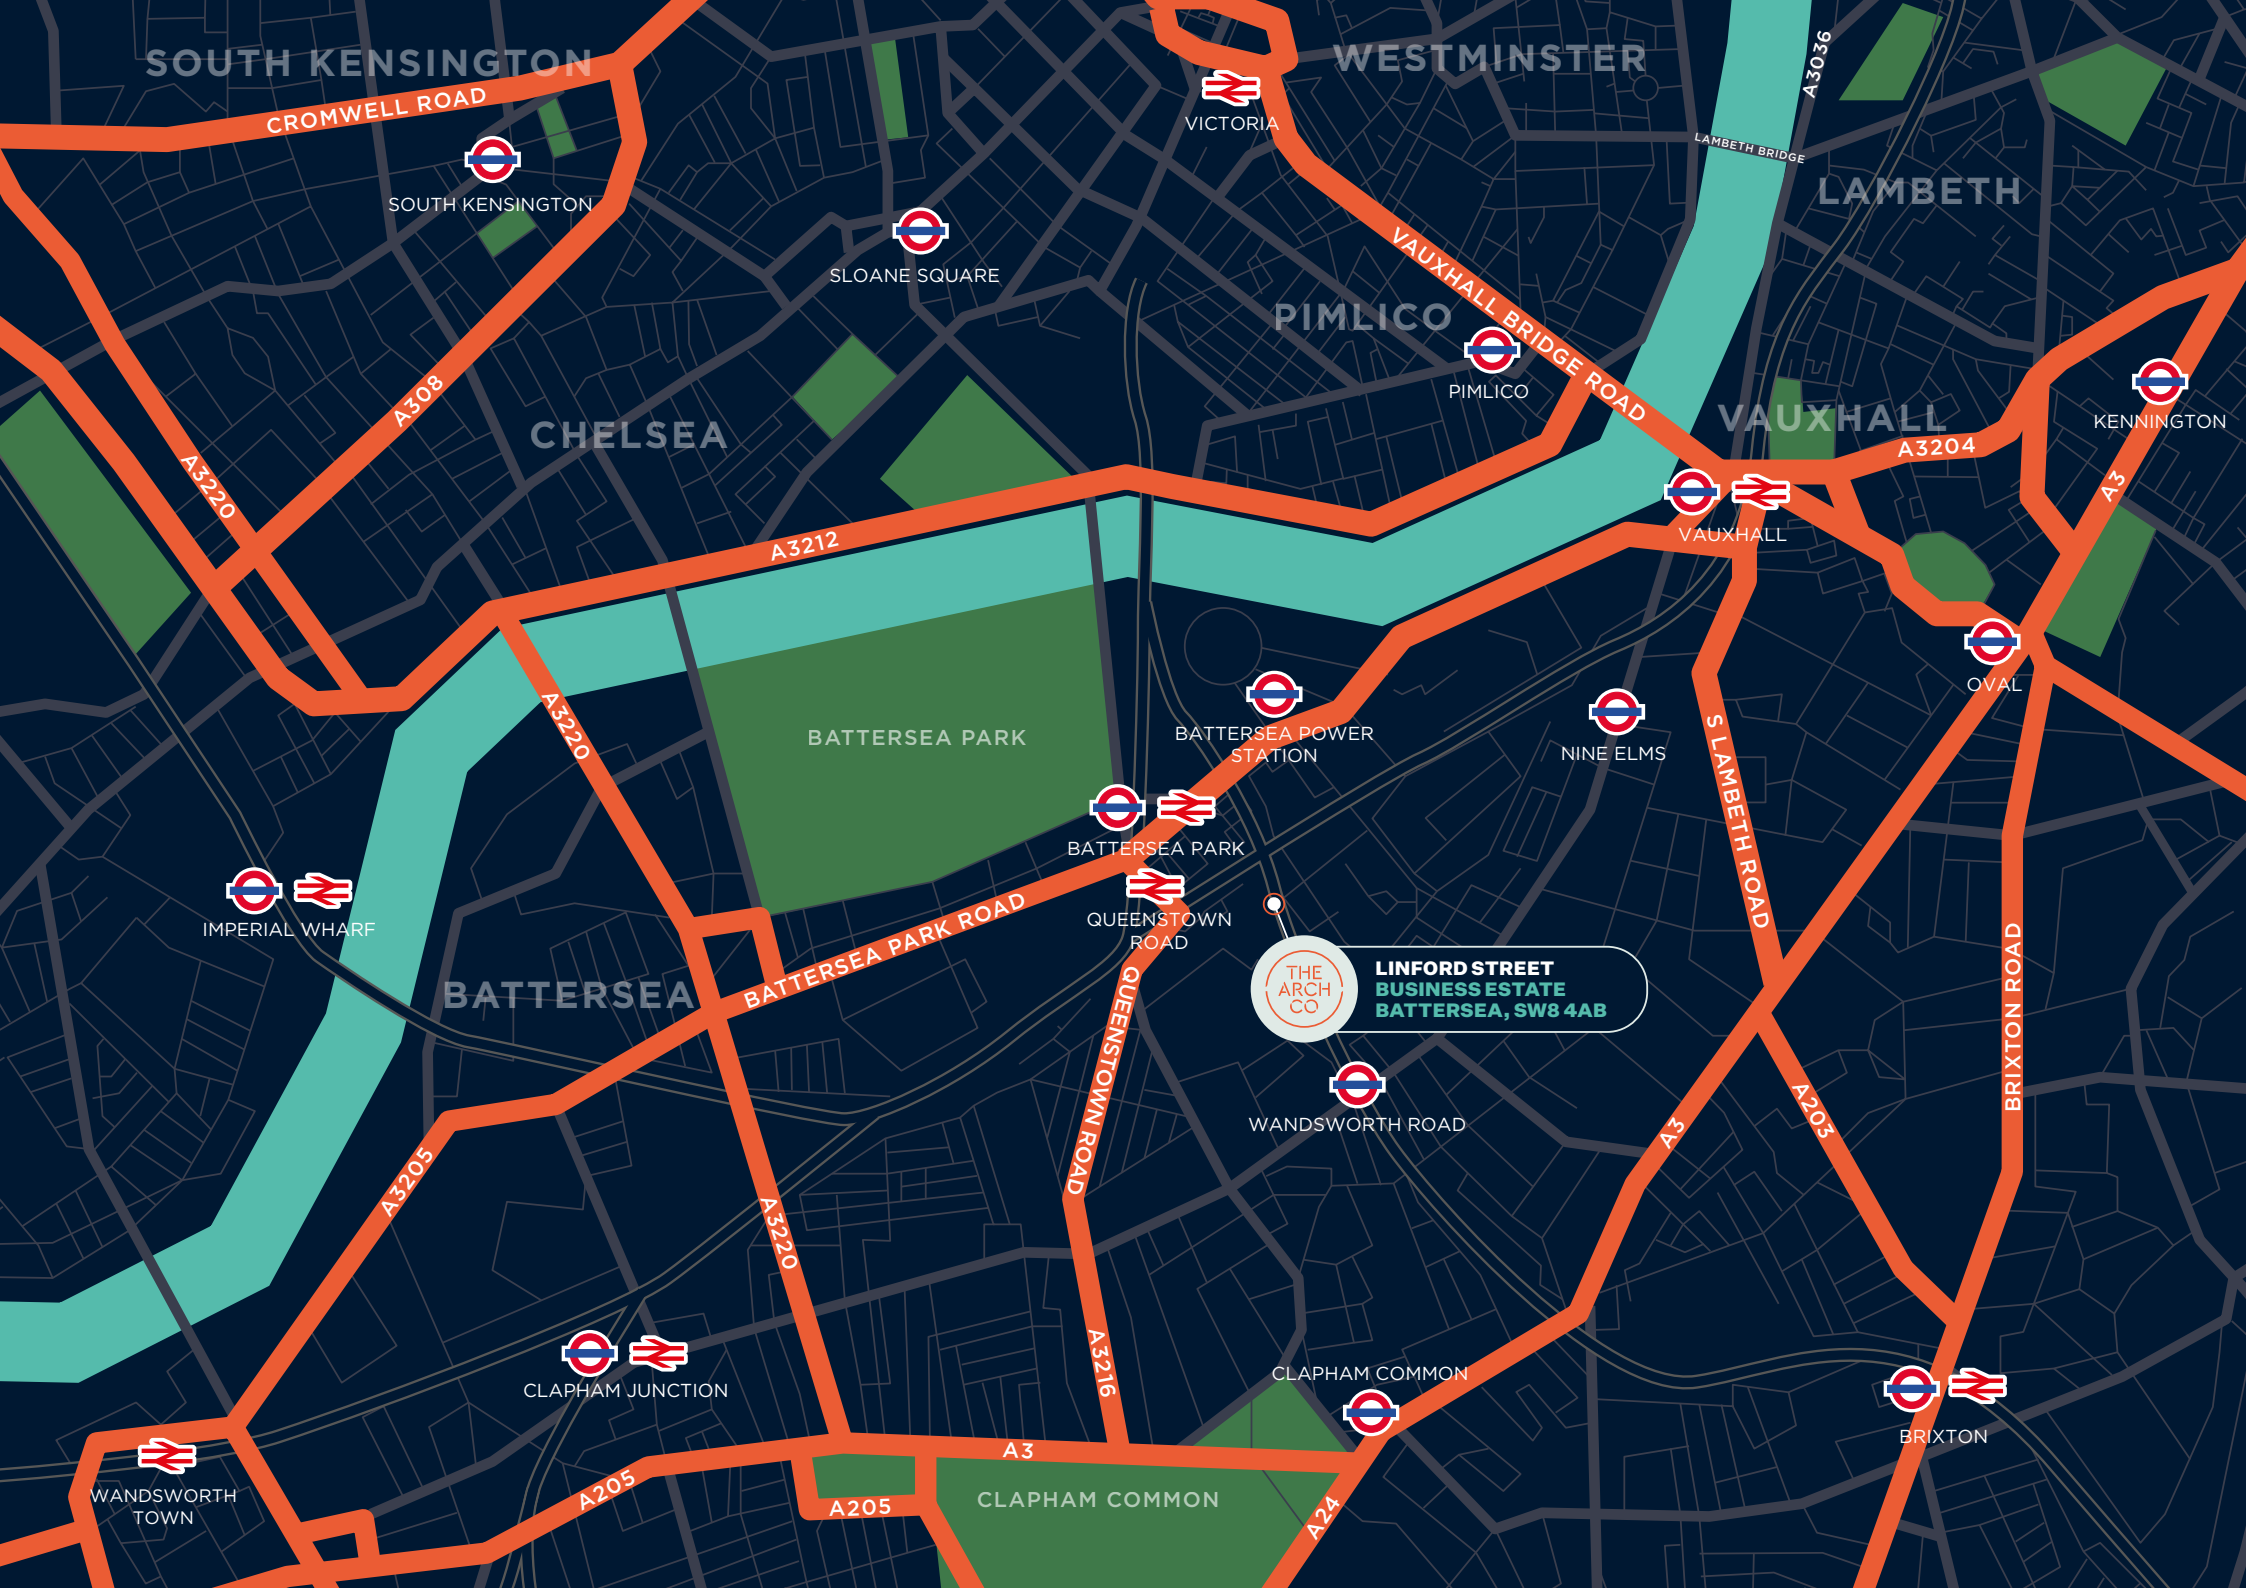 SOUTH KENSINGTON
WESTMINSTER
A3036
CROMWELL ROAD
VICTORIA
LAMBETH BRIDGE
LAMBETH
SOUTH KENSINGTON
SLOANE SQUARE
VAUXHALL BRIDGE ROAD
PIMLICO
PIMLICO
A308
KENNINGTON
CHELSEA
VAUXHALL
A3204
A3220
A3
A3212
VAUXHALL
OVAL
A3220
BATTERSEA PARK
BATTERSEA POWER
STATION
NINE ELMS
S LAMBETH ROAD
BATTERSEA PARK
IMPERIAL WHARF
QUEENSTOWN
ROAD
BATTERSEA PARK ROAD
BATTERSEA
THE
ARCH
CO
LINFORD STREET
BUSINESS ESTATE
BATTERSEA, SW8 4AB
BRIXTON ROAD
QUEENSTOWN ROAD
WANDSWORTH ROAD
A3
A203
A3205
A3220
A3216
CLAPHAM COMMON
CLAPHAM JUNCTION
BRIXTON
A3
WANDSWORTH
TOWN
A205
A205
CLAPHAM COMMON
A24